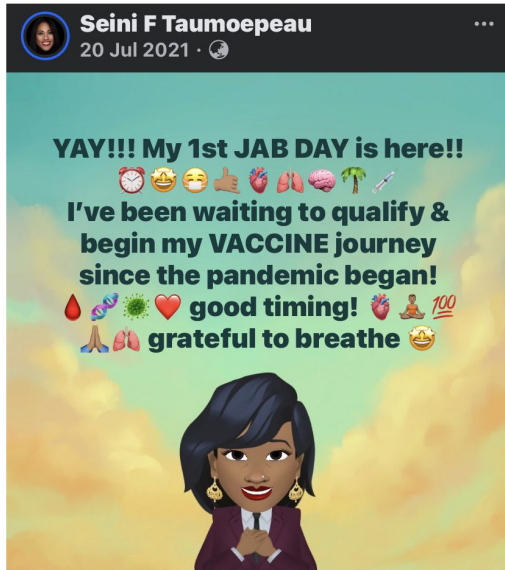 Seini F Taumoepeau
20 Jul 2021 ·
YAY!!! My 1st JAB DAY is here!!
⏰🤩😷🤙🏽🫀🫁🧠🌴💉
I’ve been waiting to qualify &
begin my VACCINE journey
since the pandemic began!
🩸🧬🦠❤️ good timing! 🫀🧘🏾‍♀️💯
🙏🏽🫁 grateful to breathe 🤩